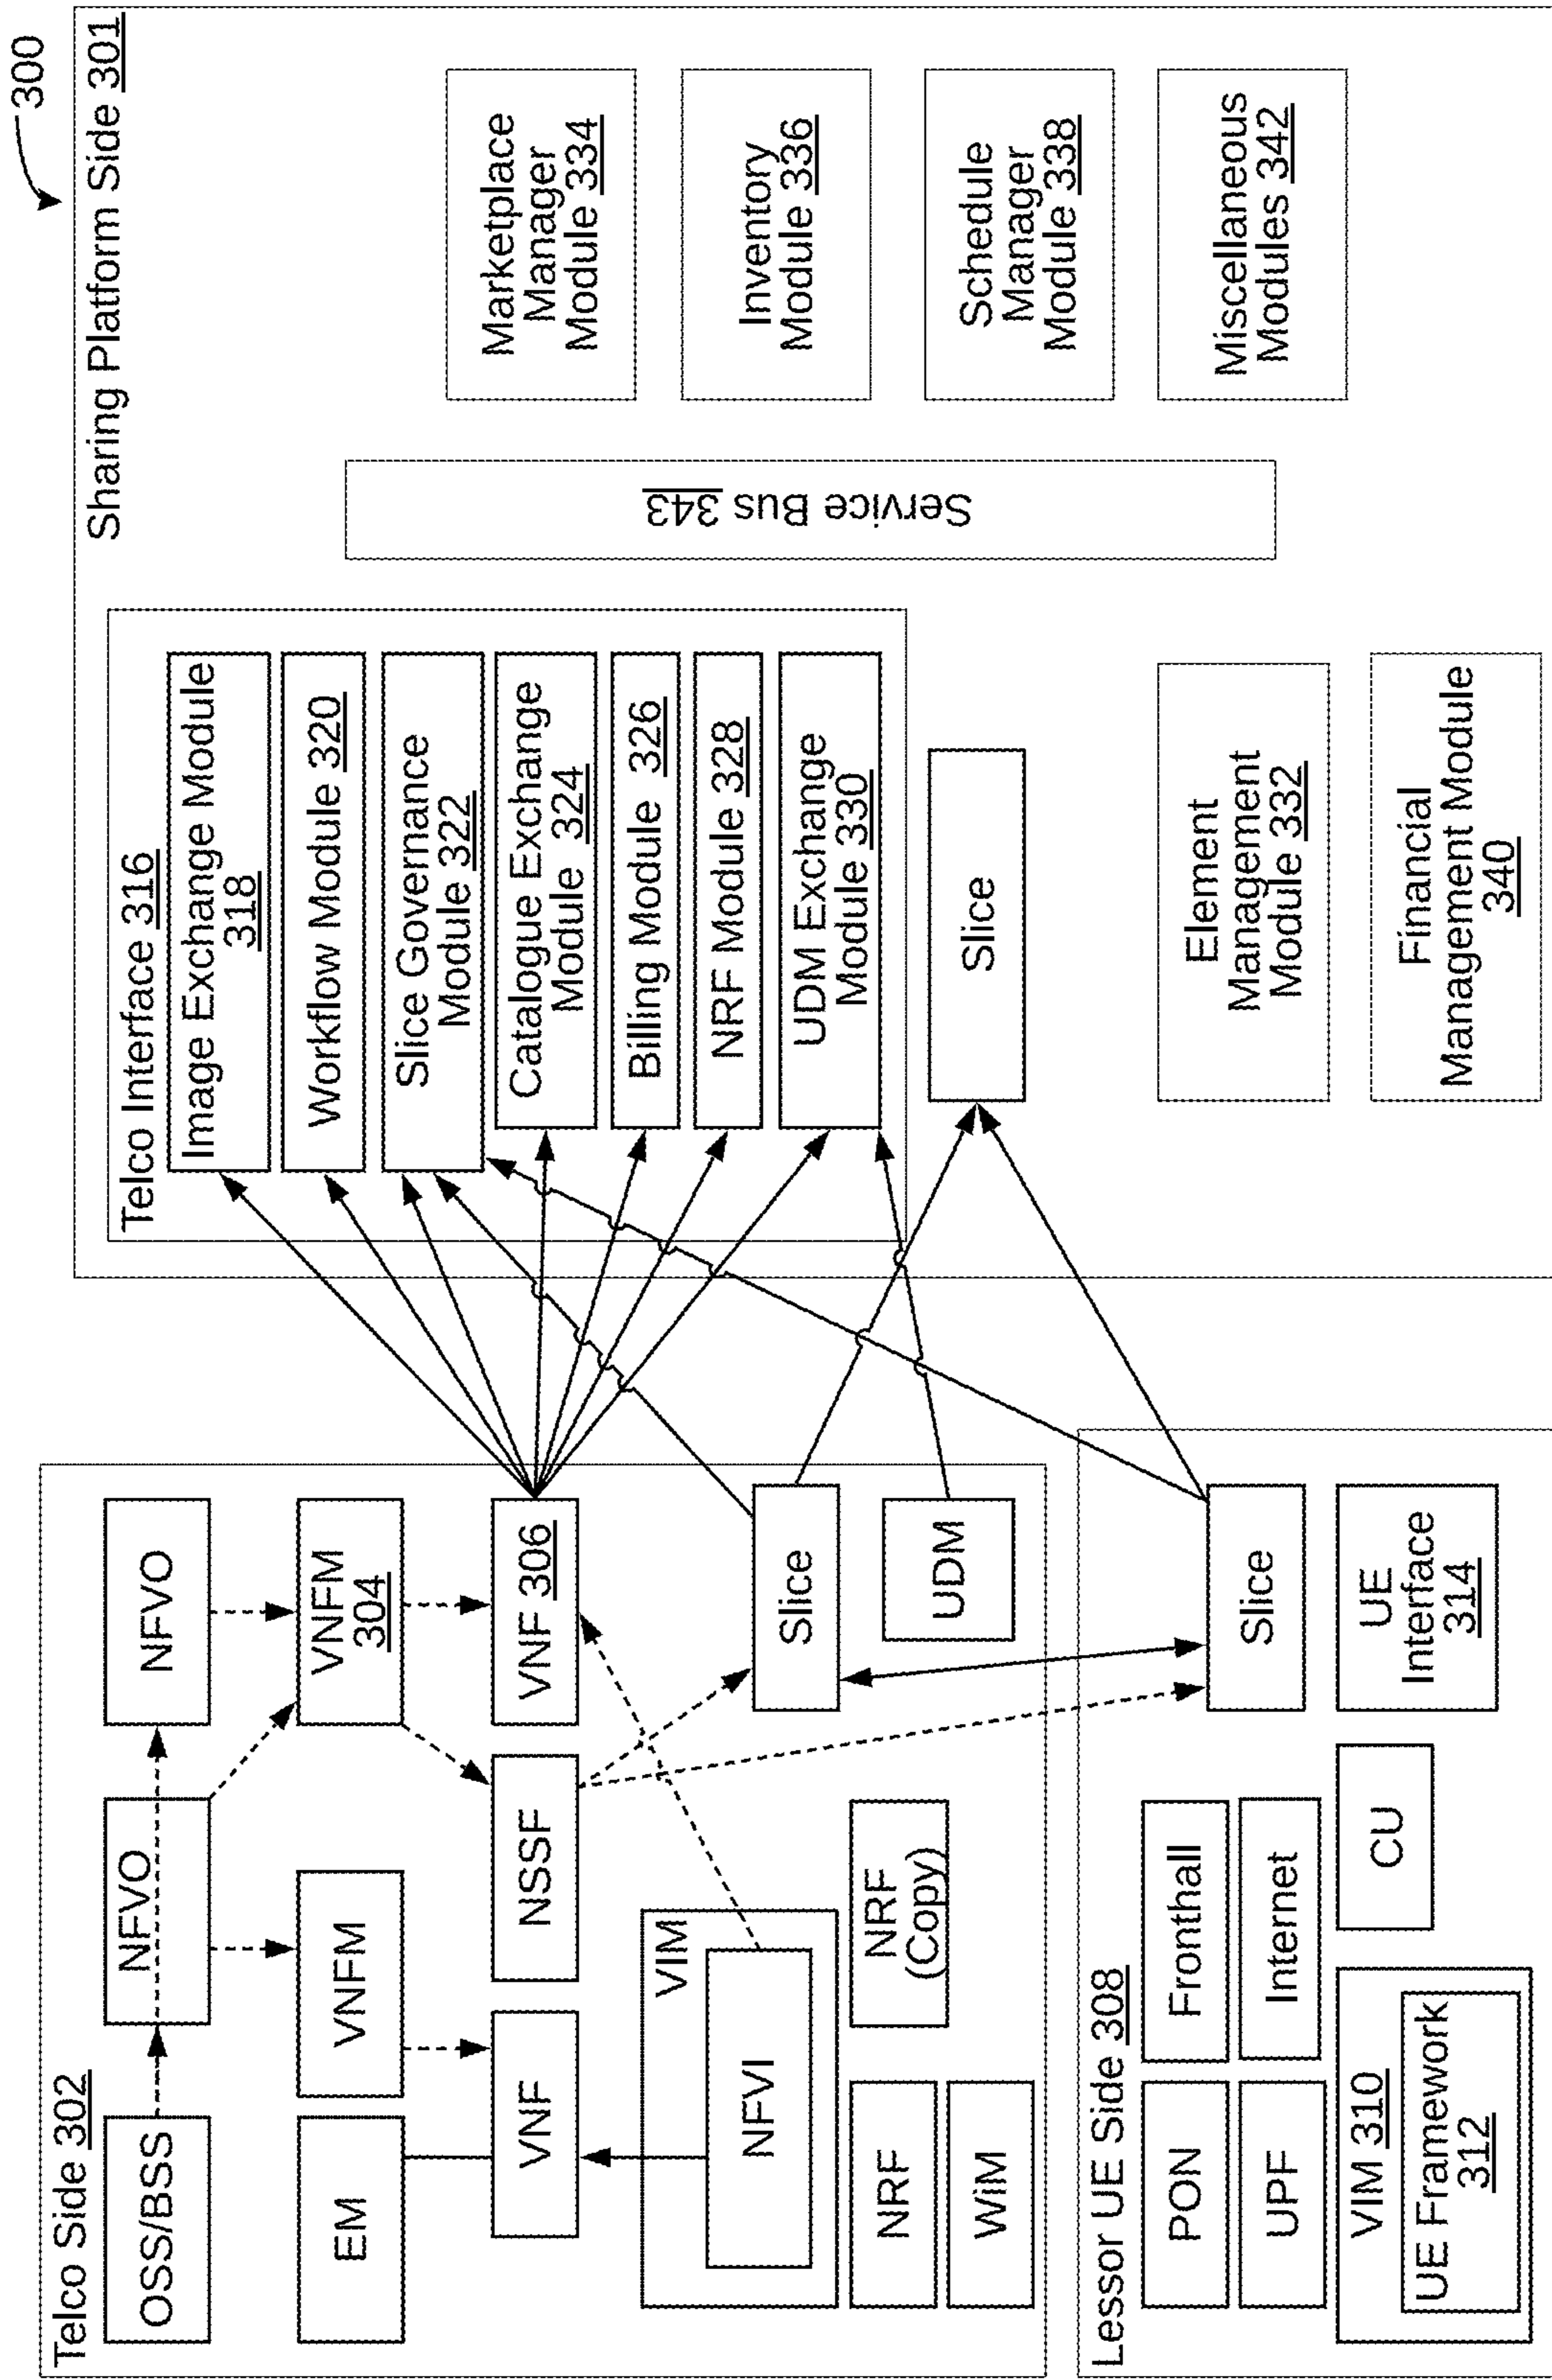 300
Sharing Platform Side 301
Telco Interface 316
Image Exchange Module
318
Workflow Module 320
Slice Governance
Module 322
Catalogue Exchange
Module 324
Billing Module 326
NRF Module 328
UDM Exchange
Module 330
Slice
Element
Management
Module 332
Financial
Management Module
340
Service Bus 343
Marketplace
Manager
Module 334
Inventory
Module 336
Schedule
Manager
Module 338
Miscellaneous
Modules 342
Telco Side 302
OSS/BSS
NFVO
NFVO
EM
VNFM
VNFM
304
VNF
NSSF
VNF 306
VIM
NFVI
Slice
NRF
NRF
(Copy)
UDM
WiM
Lessor UE Side 308
PON
Fronthall
UPF
Internet
Slice
VIM 310
UE Framework
312
CU
UE
Interface
314